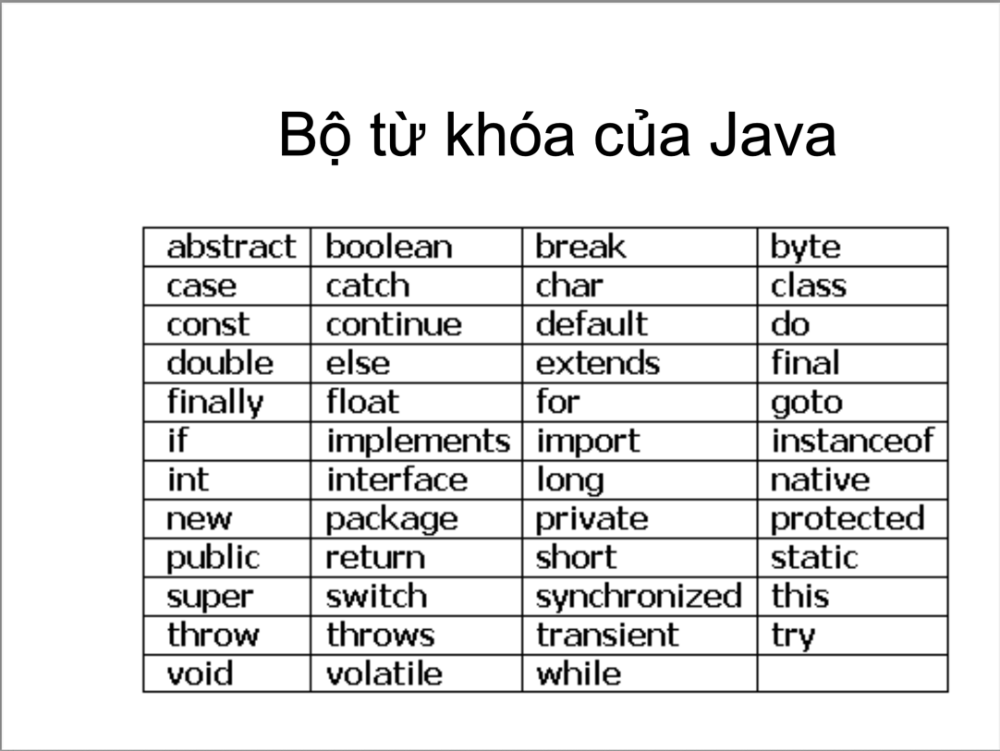 Bộ từ khóa của Java
abstract boolean break byte
case catch char class
const continue default do
double else extends final
finally float for goto
if implements import instanceof
int interface long native
new package private protected
public return short static
super switch synchronized this
throw throws transient try
void volatile while